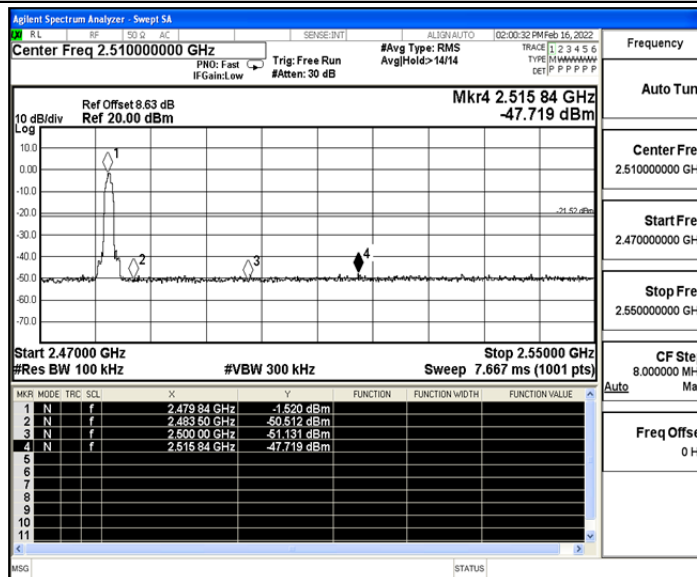 Agilent Spectrum Analyzer - Swept SA
RL RF 50 Ω AC SENSE:INT ALIGN AUTO 02:00:32 PM Feb 16, 2022
Center Freq 2.510000000 GHz
PNO: Fast
IFGain:Low
Trig: Free Run
#Atten: 30 dB
#Avg Type: RMS
Avg|Hold:>14/14
TRACE 1 2 3 4 5 6
TYPE M WWWWW
DET P P P P P P
Ref Offset 8.63 dB
10 dB/div Ref 20.00 dBm
Log
Mkr4 2.515 84 GHz
-47.719 dBm
10.0
0.00
-10.0
-20.0
-30.0
-40.0
-50.0
-60.0
-70.0
1
2
3
4
-21.52 dBm
Start 2.47000 GHz Stop 2.55000 GHz
#Res BW 100 kHz #VBW 300 kHz Sweep 7.667 ms (1001 pts)
MKR MODE TRC SCL X Y FUNCTION FUNCTION WIDTH FUNCTION VALUE
1 N f 2.479 84 GHz -1.520 dBm
2 N f 2.483 50 GHz -50.512 dBm
3 N f 2.500 00 GHz -51.131 dBm
4 N f 2.515 84 GHz -47.719 dBm
5
6
7
8
9
10
11
MSG STATUS
Frequency
Auto Tun
Center Fre
2.510000000 GH
Start Fre
2.470000000 GH
Stop Fre
2.550000000 GH
CF Ste
8.000000 MH
Auto Ma
Freq Offse
0 H